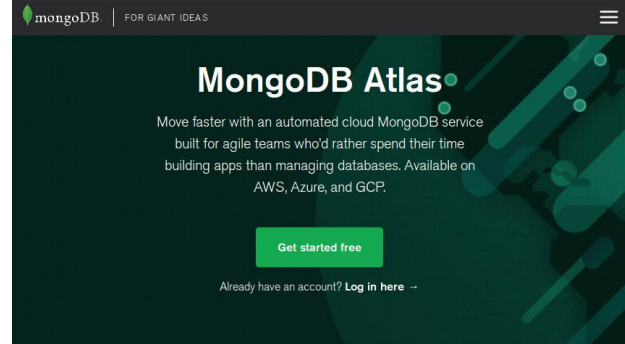 mongoDB. FOR GIANT IDEAS
MongoDB Atlas
Move faster with an automated cloud MongoDB service
built for agile teams who'd rather spend their time
building apps than managing databases. Available on
AWS, Azure, and GCP.
Get started free
Already have an account? Log in here →